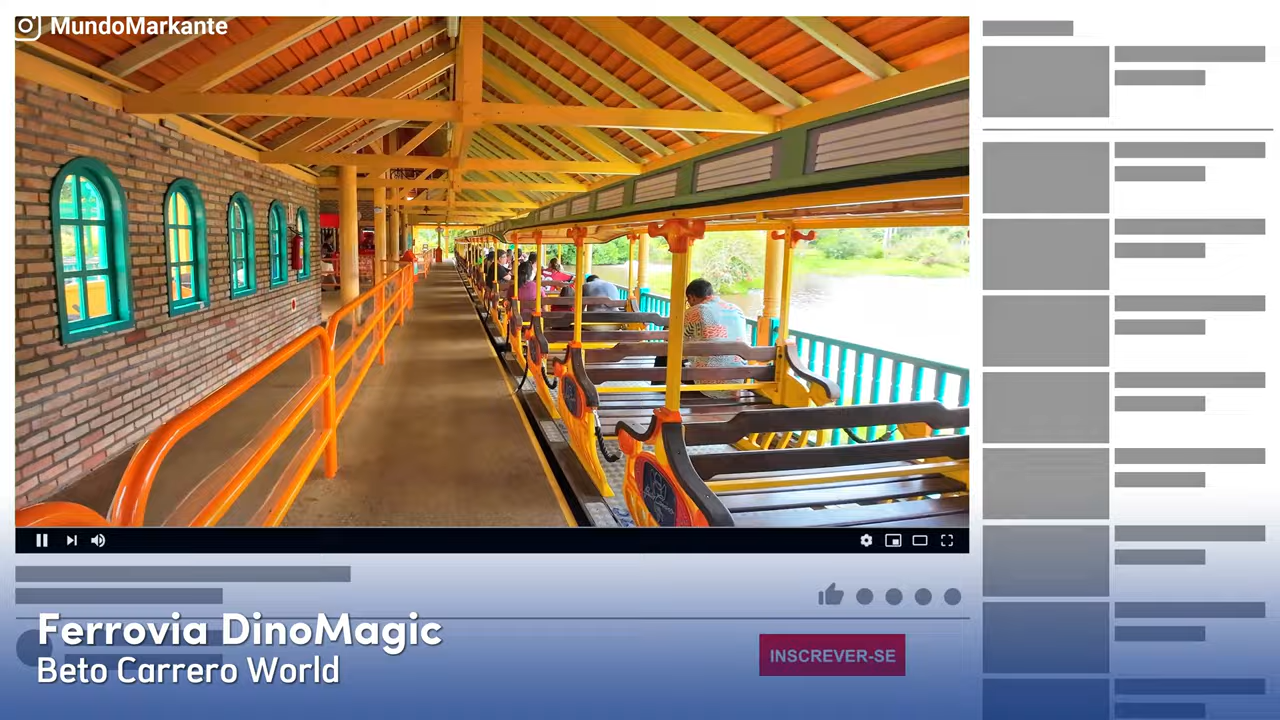 MundoMarkante
Ferrovia DinoMagic
Beto Carrero World
INSCREVER-SE